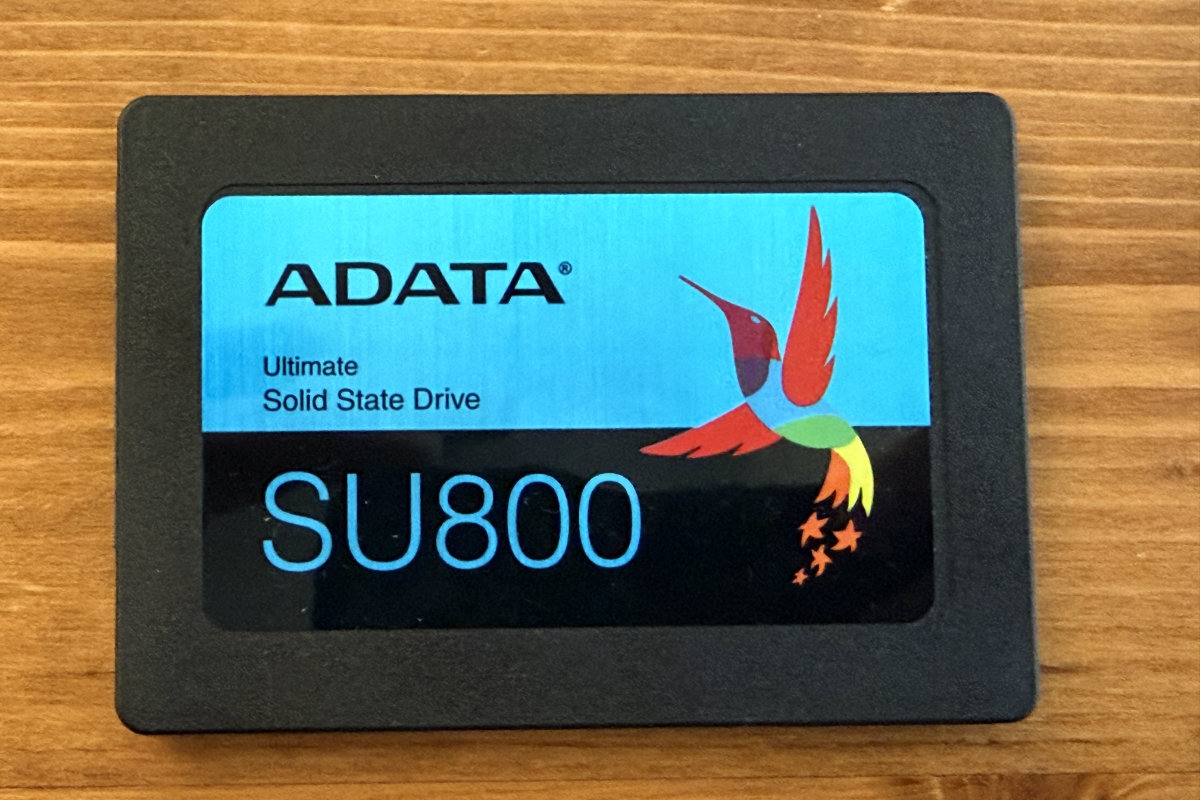 ADATA®
Ultimate
Solid State Drive
SU800